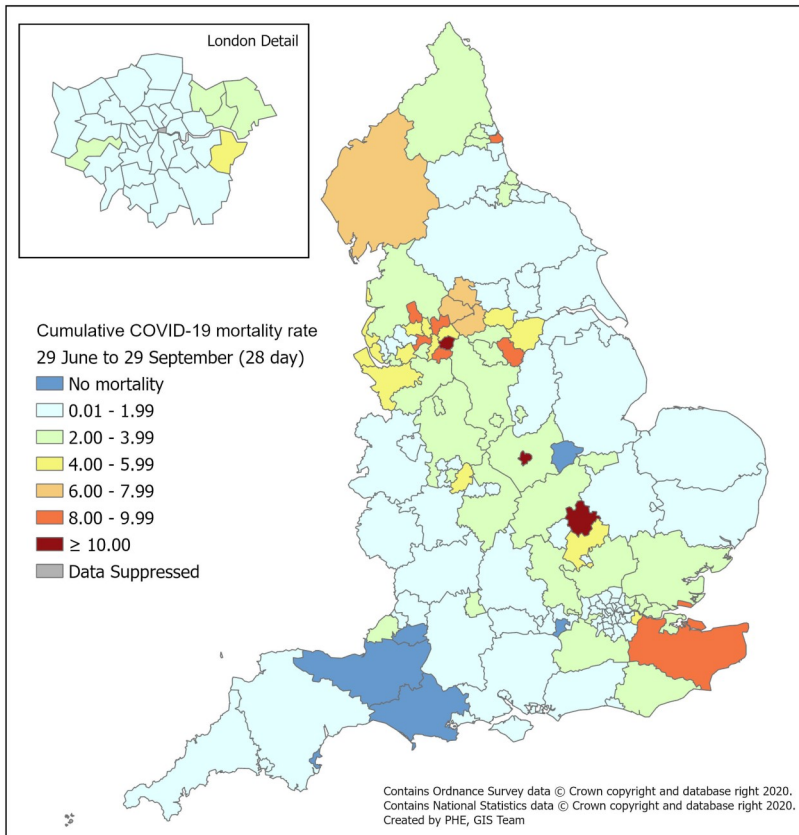 London Detail
Cumulative COVID-19 mortality rate
29 June to 29 September (28 day)
No mortality
0.01 - 1.99
2.00 - 3.99
4.00 - 5.99
6.00 - 7.99
8.00 - 9.99
≥ 10.00
Data Suppressed
Contains Ordnance Survey data © Crown copyright and database right 2020.
Contains National Statistics data © Crown copyright and database right 2020.
Created by PHE, GIS Team